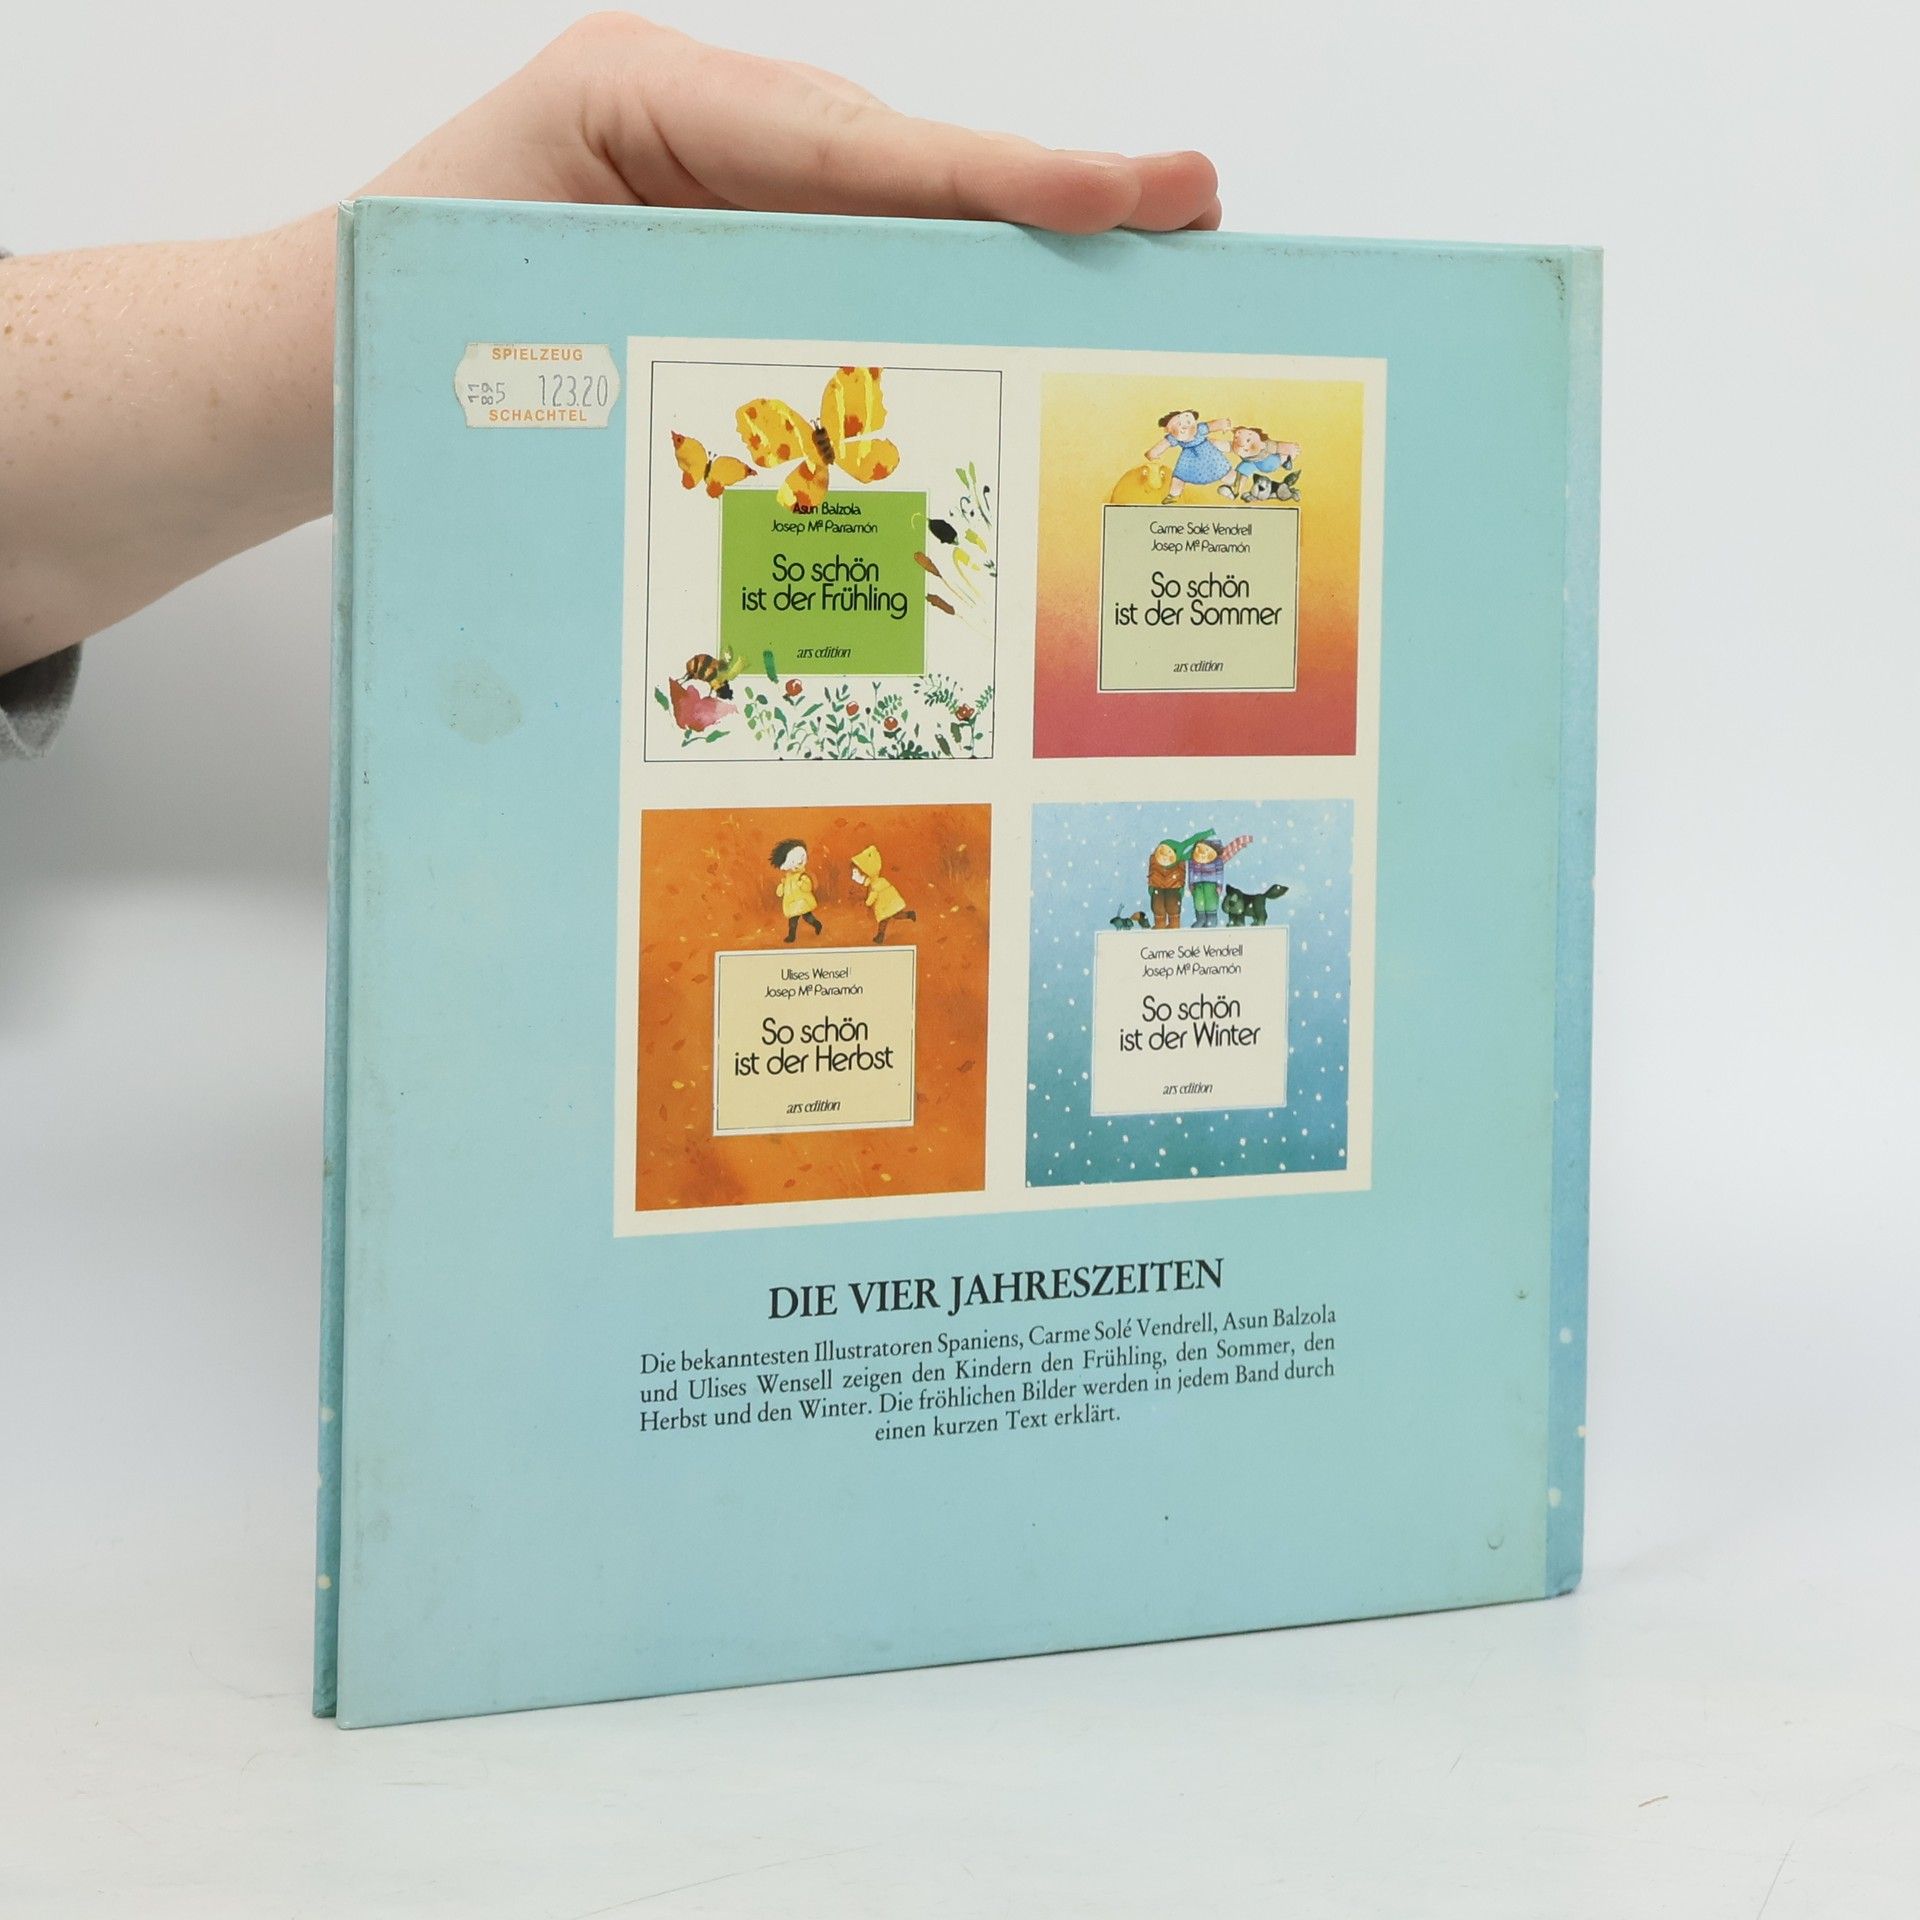 SPIELZEUG
123.20
SCHACHTEL
Asun Balzola
Josep Mª Parramón
So schön
ist der Frühling
ars edition
Carme Solé Vendrell
Josep Mª Parramón
So schön
ist der Sommer
ars edition
Ulises Wensell
Josep Mª Parramón
So schön
ist der Herbst
ars edition
Carme Solé Vendrell
Josep Mª Parramón
So schön
ist der Winter
ars edition
DIE VIER JAHRESZEITEN
Die bekanntesten Illustratoren Spaniens, Carme Solé Vendrell, Asun Balzola
und Ulises Wensell zeigen den Kindern den Frühling, den Sommer, den
Herbst und den Winter. Die fröhlichen Bilder werden in jedem Band durch
einen kurzen Text erklärt.